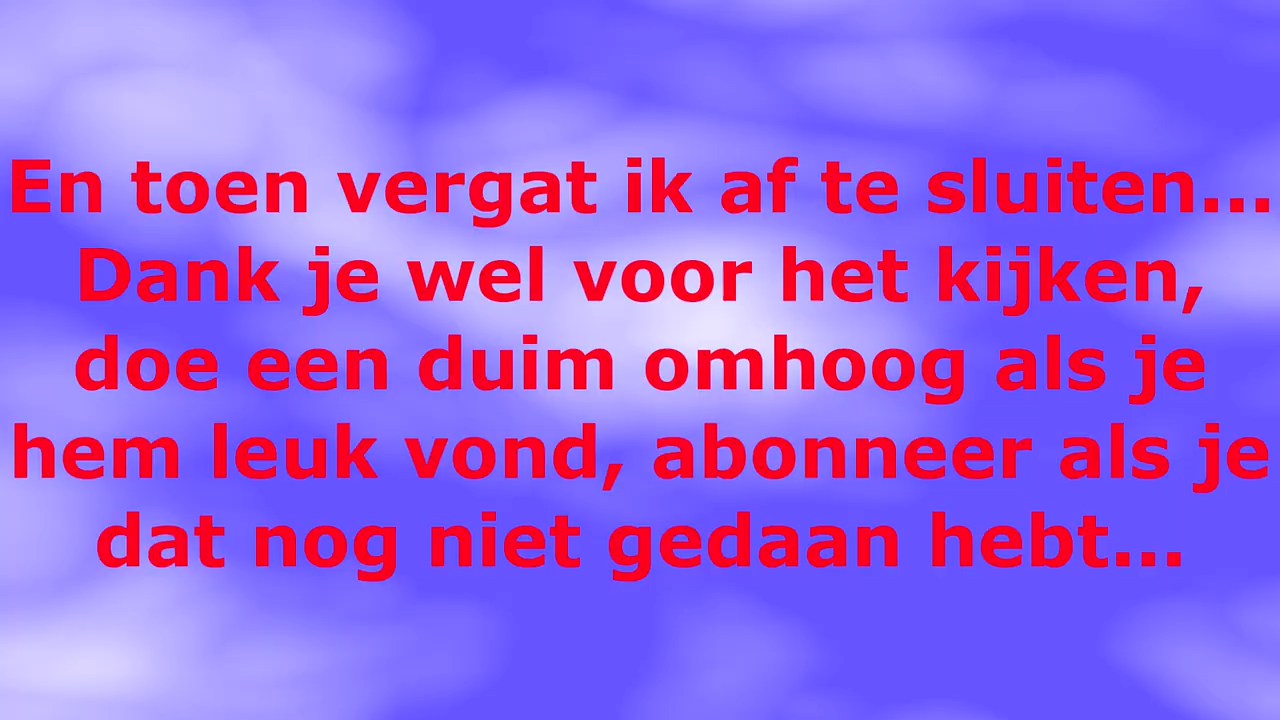 En toen vergat ik af te sluiten...
Dank je wel voor het kijken,
doe een duim omhoog als je
hem leuk vond, abonneer als je
dat nog niet gedaan hebt...